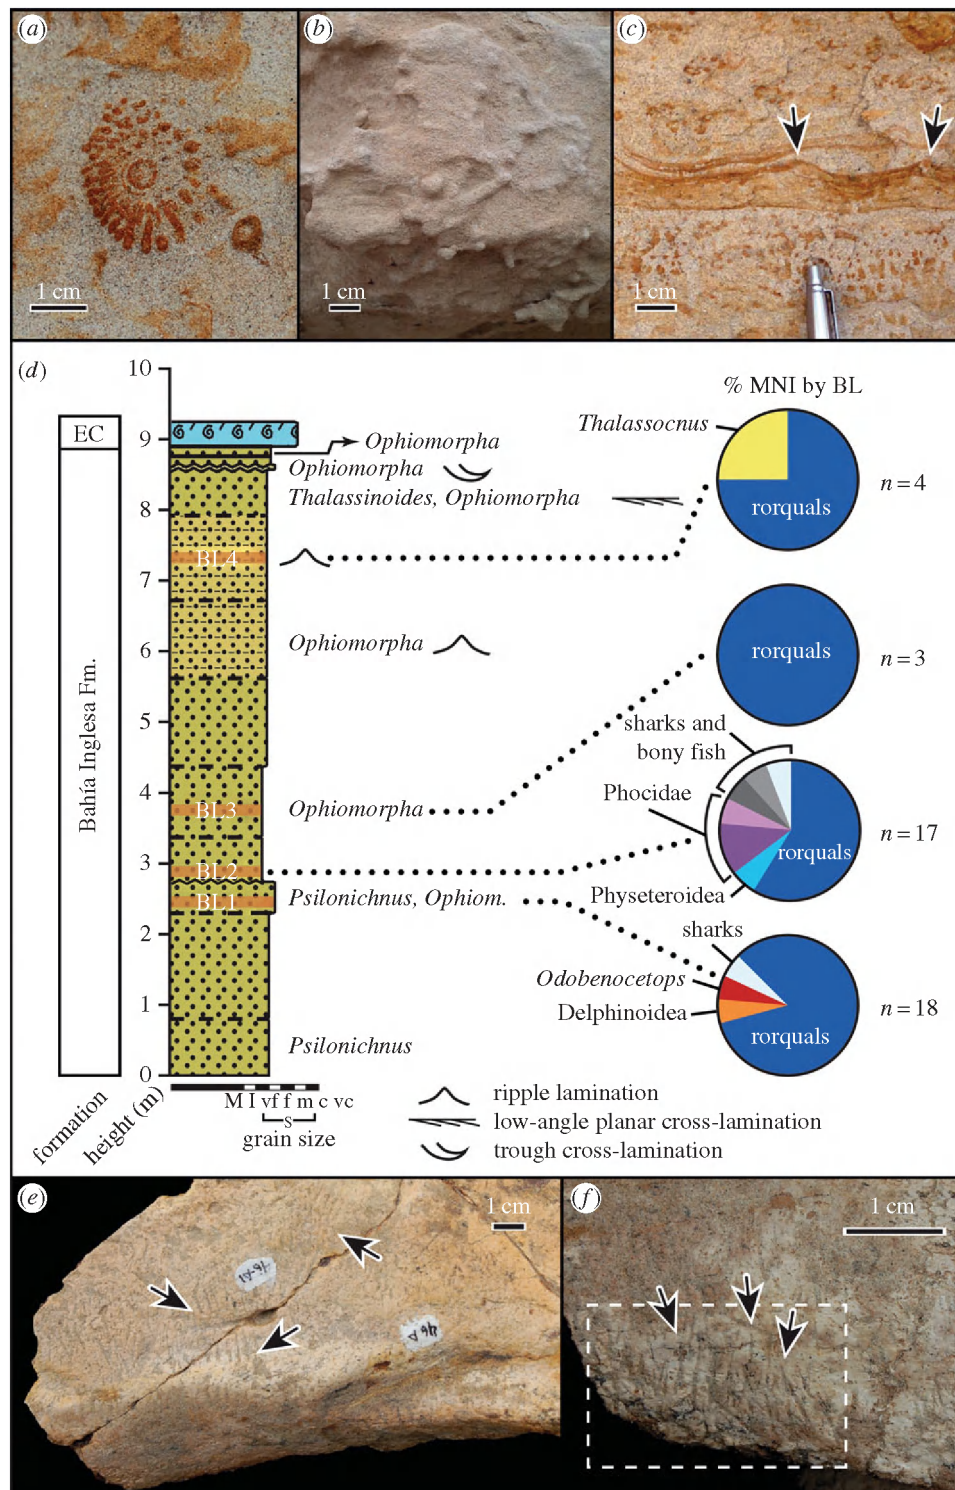 (a)
1 cm
(b)
1 cm
(c)
1 cm
(d)
% MNI by BL
10
9
8
7
6
5
4
3
2
1
0
EC
Bahía Inglesa Fm.
formation
height (m)
Ophiomorpha
Ophiomorpha
Thalassinoides, Ophiomorpha
BL4
Ophiomorpha
BL3
Ophiomorpha
BL2
BL1
Psilonichnus, Ophiom.
Psilonichnus
Thalassocnus
rorquals
n = 4
rorquals
n = 3
sharks and
bony fish
Phocidae
rorquals
Physeteroidea
n = 17
sharks
Odobenocetops
Delphinoidea
rorquals
n = 18
M I vf f m c vc
s
grain size
ripple lamination
low-angle planar cross-lamination
trough cross-lamination
(e)
1 cm
(f)
1 cm